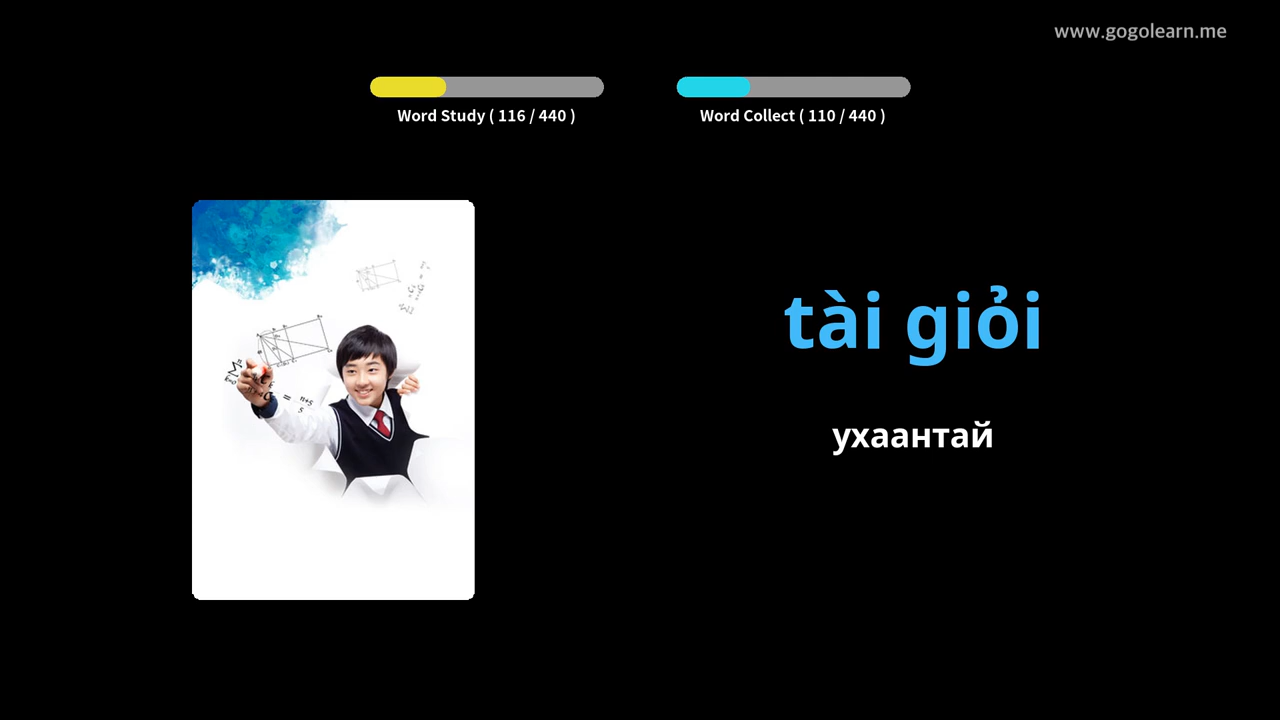 www.gogolearn.me
Word Study ( 116 / 440 )
Word Collect ( 110 / 440 )
tài giỏi
ухаантай